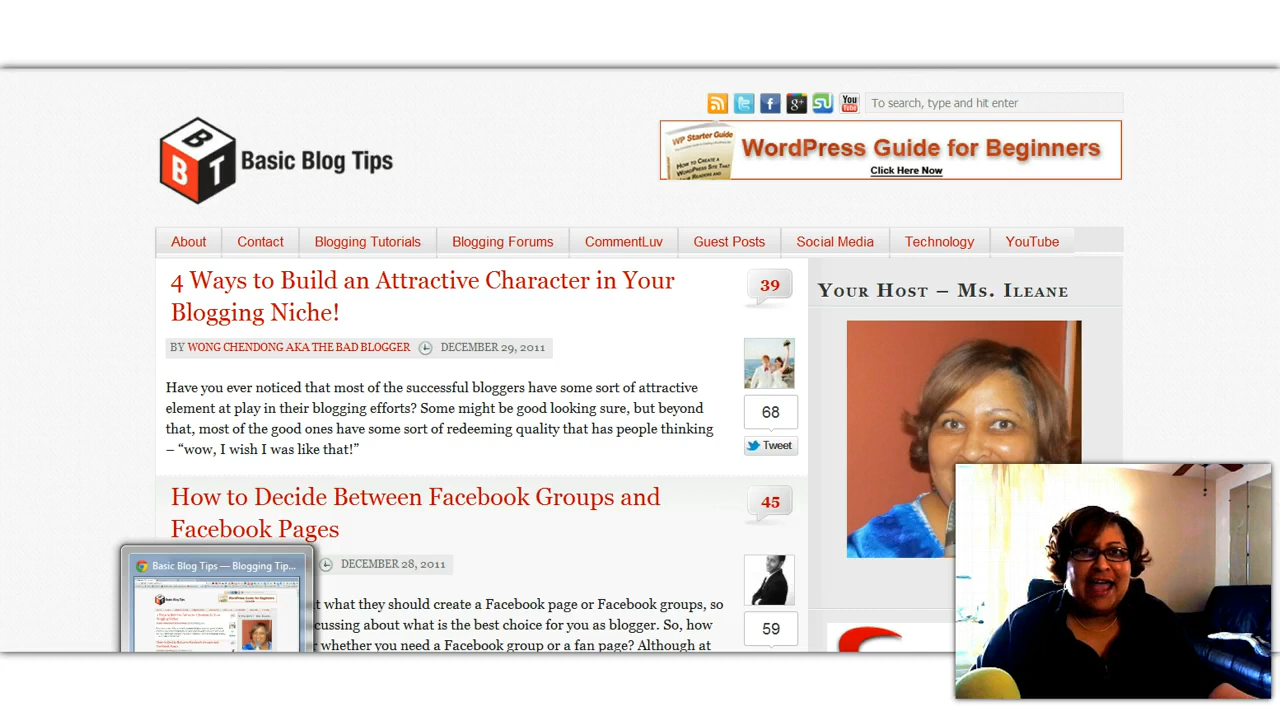 You Tube
To search, type and hit enter
B B T
Basic Blog Tips
WP Starter Guide
How to Create a
WordPress Site That
WordPress Guide for Beginners
Click Here Now
About
Contact
Blogging Tutorials
Blogging Forums
CommentLuv
Guest Posts
Social Media
Technology
YouTube
4 Ways to Build an Attractive Character in Your
Blogging Niche!
39
BY WONG CHENDONG AKA THE BAD BLOGGER DECEMBER 29, 2011
Have you ever noticed that most of the successful bloggers have some sort of attractive
element at play in their blogging efforts? Some might be good looking sure, but beyond
that, most of the good ones have some sort of redeeming quality that has people thinking
– “wow, I wish I was like that!”
68
Tweet
Your Host – Ms. Ileane
How to Decide Between Facebook Groups and
Facebook Pages
45
DECEMBER 28, 2011
Basic Blog Tips — Blogging Tip...
t what they should create a Facebook page or Facebook groups, so
cussing about what is the best choice for you as blogger. So, how
r whether you need a Facebook group or a fan page? Although at
59